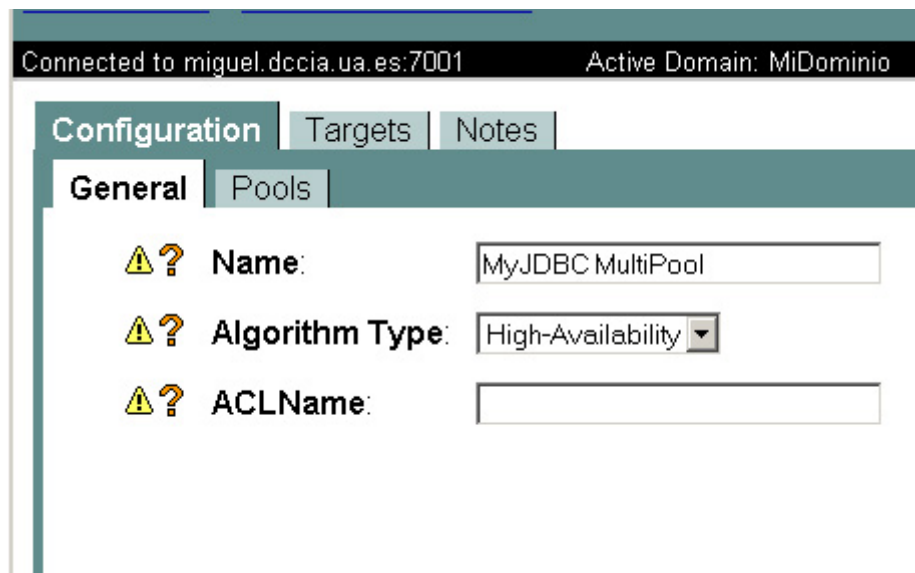 Connected to miguel.dccia.ua.es:7001 Active Domain: MiDominio
Configuration Targets Notes
General Pools
Name: MyJDBC MultiPool
Algorithm Type: High-Availability
ACLName: